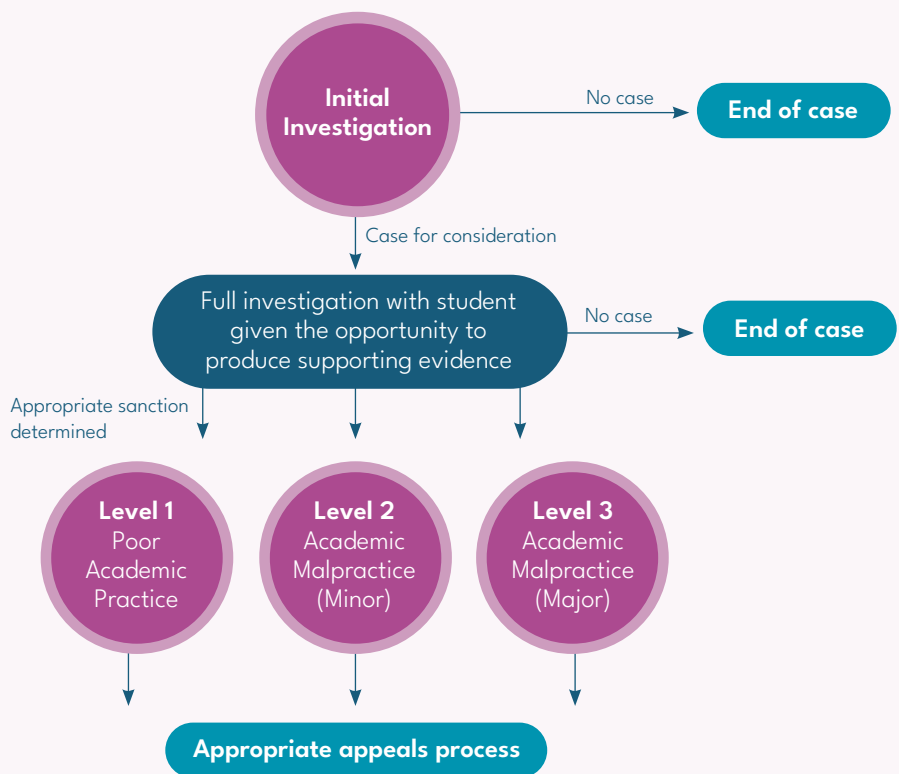 Initial
Investigation
No case
End of case
Case for consideration
Full investigation with student
given the opportunity to
produce supporting evidence
No case
End of case
Appropriate sanction
determined
Level 1
Poor
Academic
Practice
Level 2
Academic
Malpractice
(Minor)
Level 3
Academic
Malpractice
(Major)
Appropriate appeals process